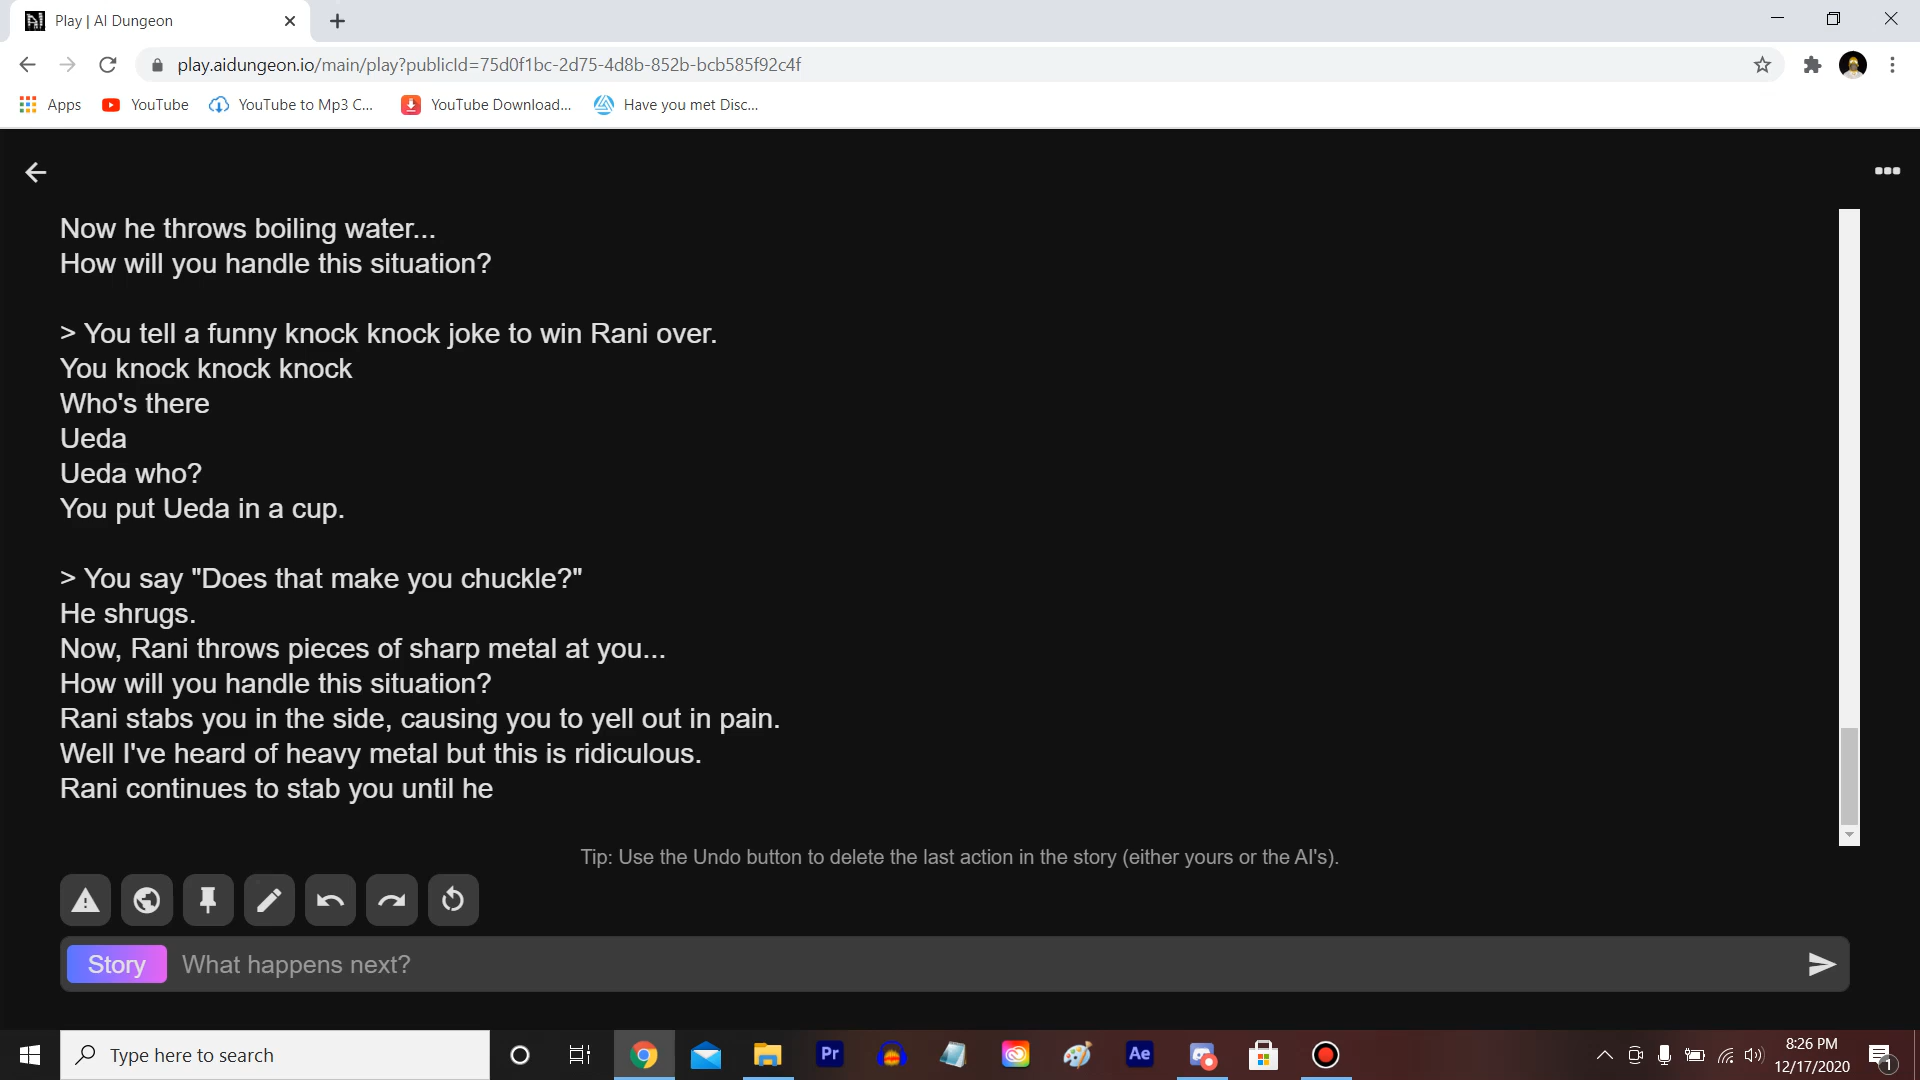 Play | AI Dungeon
play.aidungeon.io/main/play?publicId=75d0f1bc-2d75-4d8b-852b-bcb585f92c4f
Apps YouTube YouTube to Mp3 C... YouTube Download... Have you met Disc...
Now he throws boiling water...
How will you handle this situation?
> You tell a funny knock knock joke to win Rani over.
You knock knock knock
Who's there
Ueda
Ueda who?
You put Ueda in a cup.
> You say "Does that make you chuckle?"
He shrugs.
Now, Rani throws pieces of sharp metal at you...
How will you handle this situation?
Rani stabs you in the side, causing you to yell out in pain.
Well I've heard of heavy metal but this is ridiculous.
Rani continues to stab you until he
Tip: Use the Undo button to delete the last action in the story (either yours or the AI's).
Story What happens next?
Type here to search
Pr
Ae
8:26 PM
12/17/2020
1